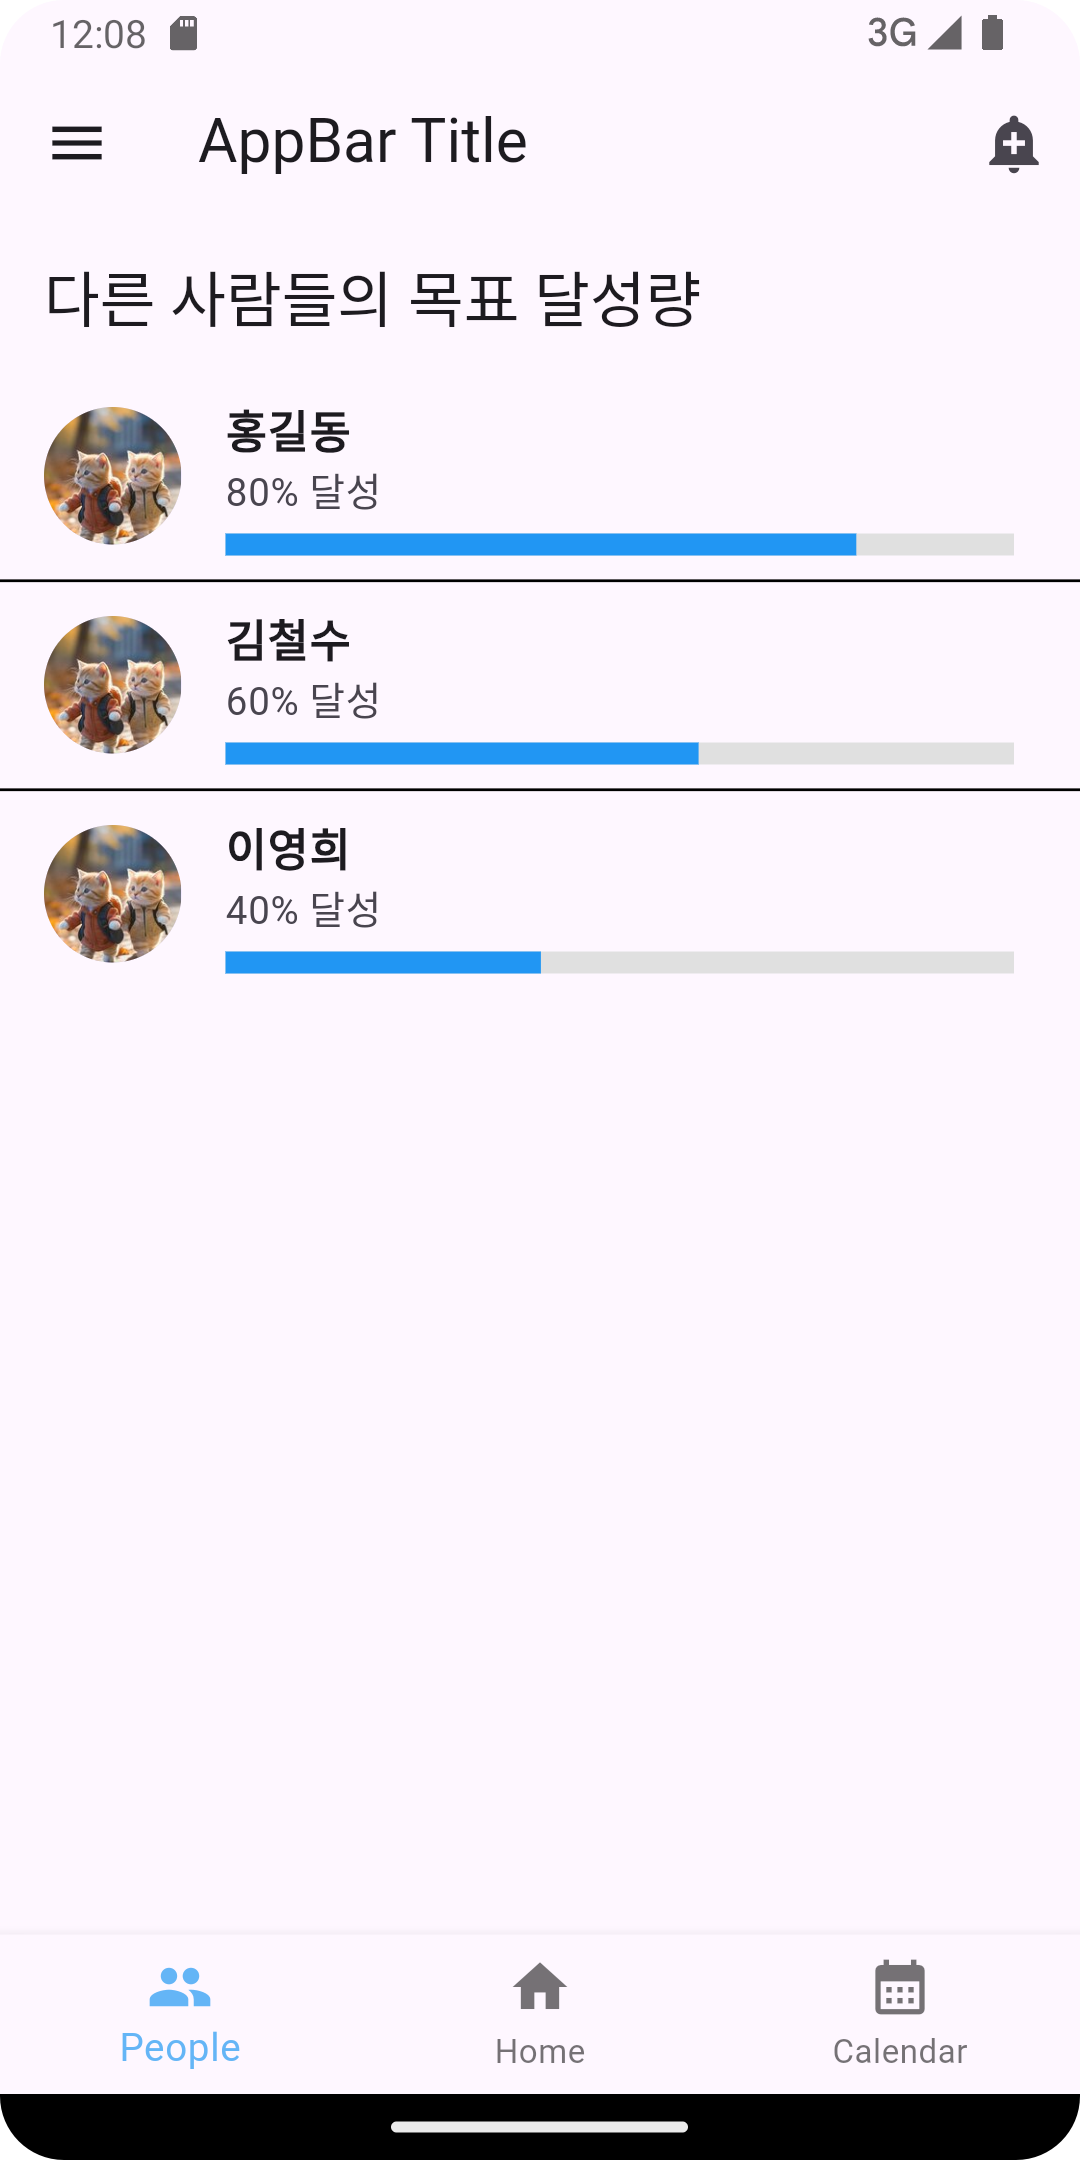 12:08
3G
AppBar Title
다른 사람들의 목표 달성량
홍길동
80% 달성
김철수
60% 달성
이영희
40% 달성
People
Home
Calendar